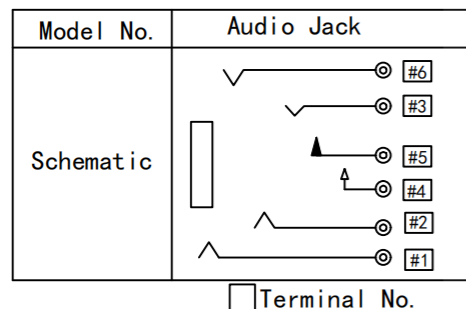 Model No. Audio Jack
#6
#3
Schematic
#5
#4
#2
#1
Terminal No.